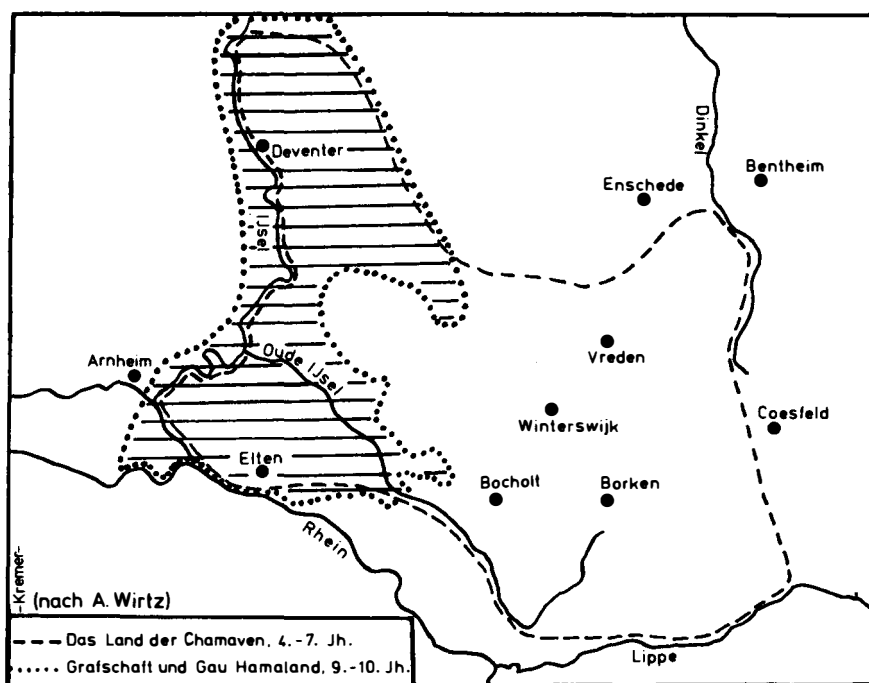 Dinkel
Deventer
Bentheim
Enschede
IJsel
Vreden
Oude IJsel
Arnheim
Winterswijk
Coesfeld
Elten
Bocholt
Borken
Rhein
-Kremer-
(nach A. Wirtz)
Das Land der Chamaven, 4.-7. Jh.
Grafschaft und Gau Hamaland, 9.-10. Jh.
Lippe